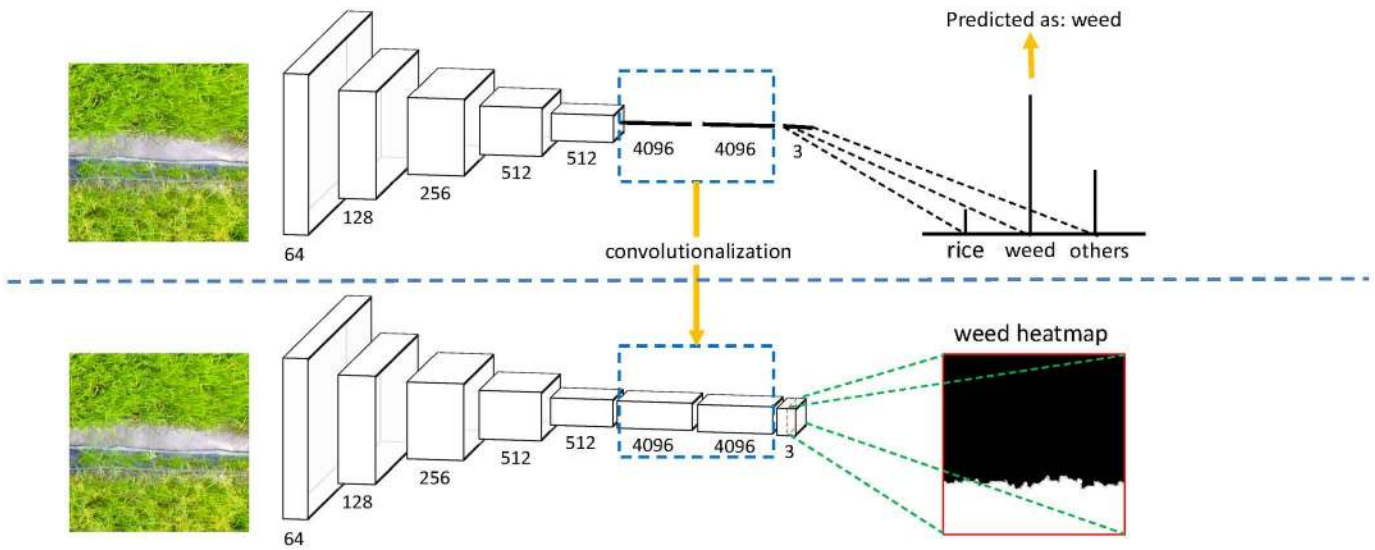 Predicted as: weed
4096
4096
3
512
512
256
128
64
rice
weed
others
convolutionalization
weed heatmap
4096
4096
3
512
512
256
128
64